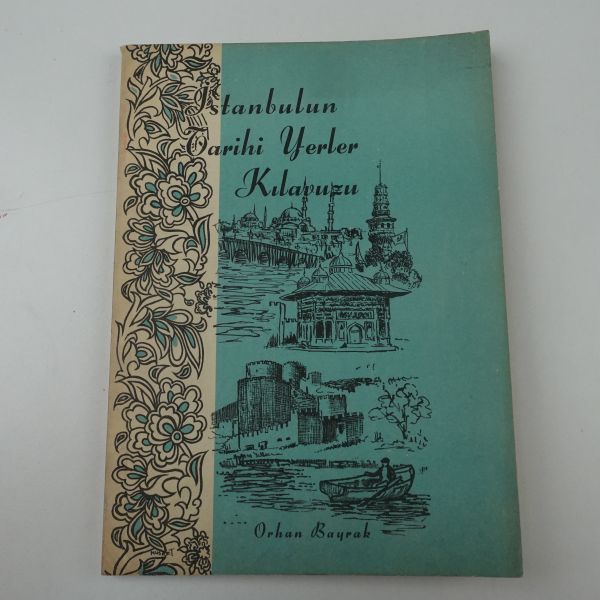 İstanbulun
Tarihi Yerler
Kılavuzu
Orhan Bayrak